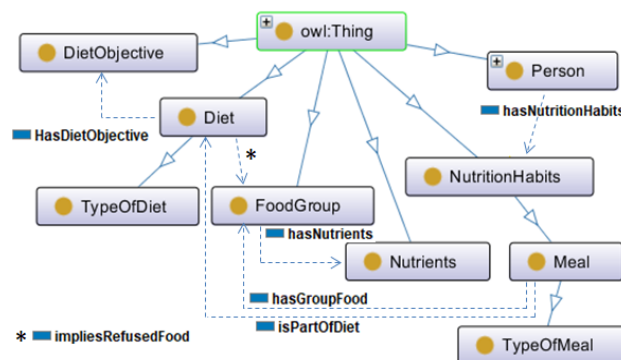 owl:Thing
DietObjective
Person
hasNutritionHabits
Diet
HasDietObjective
*
NutritionHabits
TypeOfDiet
FoodGroup
hasNutrients
Nutrients
Meal
hasGroupFood
isPartOfDiet
* impliesRefusedFood
TypeOfMeal